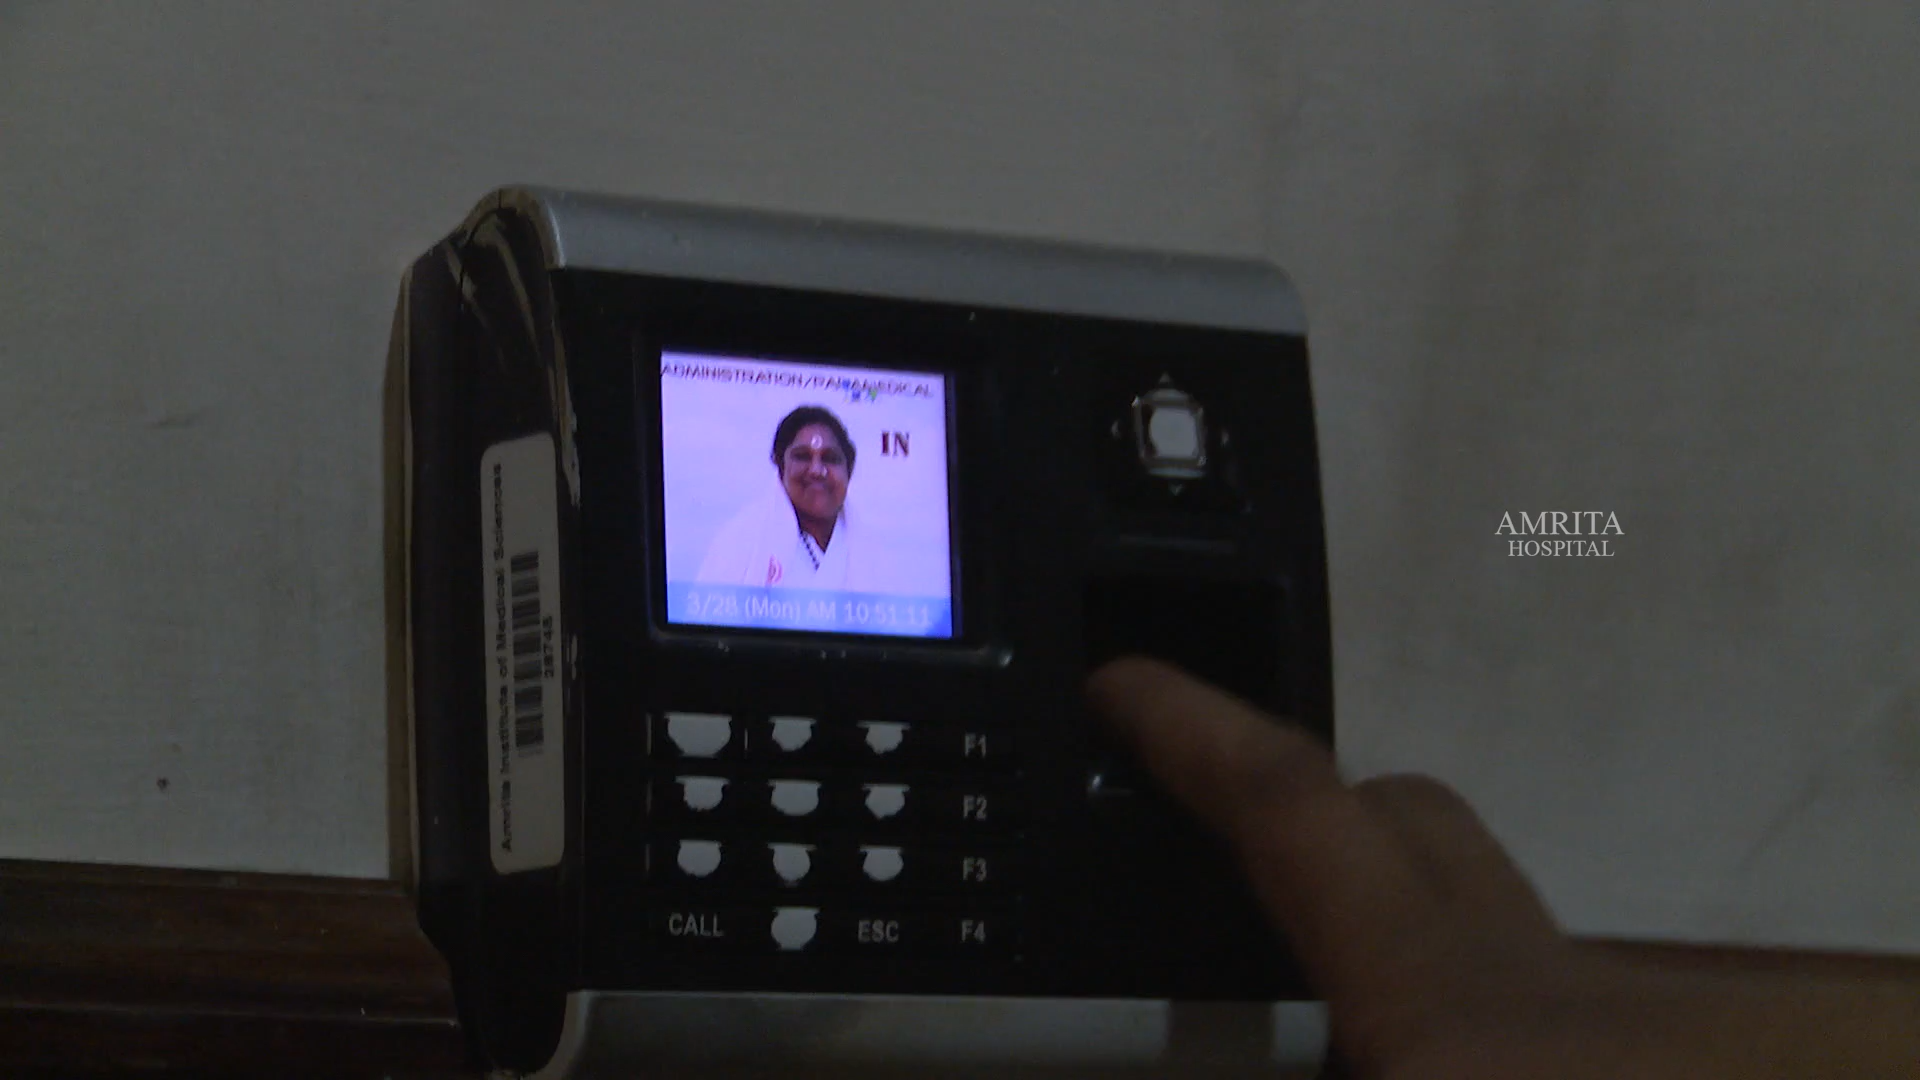 ADMINISTRATION/PARAMEDICAL
IN
3/28 (Mon) AM 10:51:11
Amrita Institute of Medical Sciences
28745
F1
F2
F3
CALL ESC F4
AMRITA
HOSPITAL